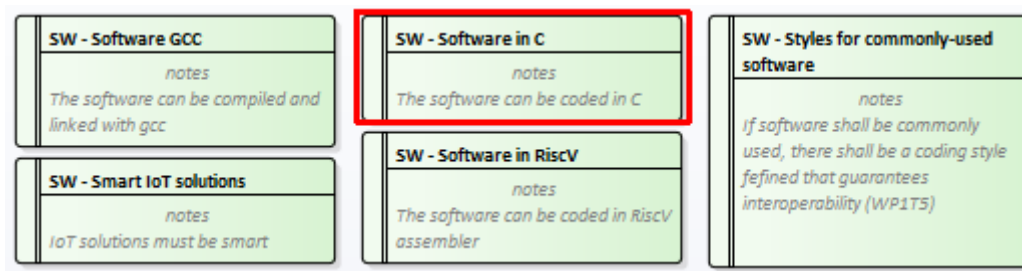 SW - Software GCC
notes
The software can be compiled and
linked with gcc
SW - Smart IoT solutions
notes
IoT solutions must be smart
SW - Software in C
notes
The software can be coded in C
SW - Software in RiscV
notes
The software can be coded in RiscV
assembler
SW - Styles for commonly-used
software
notes
If software shall be commonly
used, there shall be a coding style
fefined that guarantees
interoperability (WP1T5)